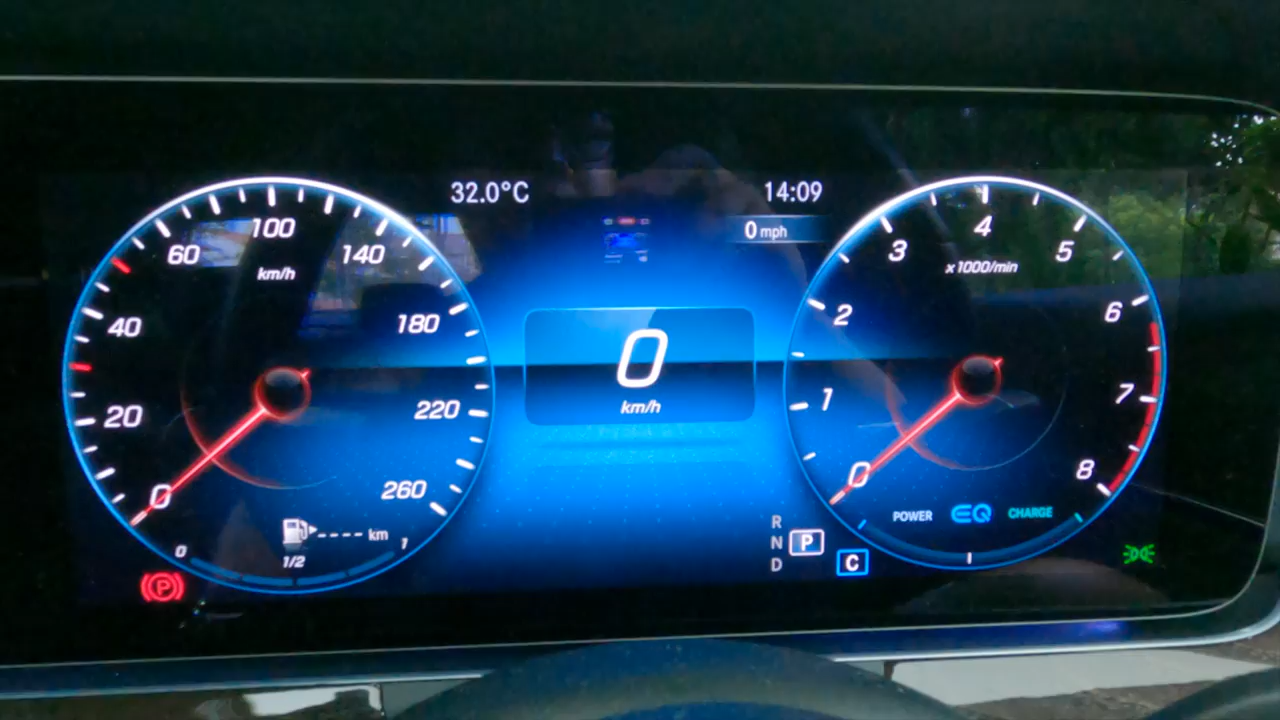 32.0°C
14:09
0 mph
0
20
40
60
100
140
180
220
260
km/h
0
km/h
0
1
2
3
4
5
6
7
8
x1000/min
----- km
0
1/2
1
R
N
D
P
C
POWER
EQ
CHARGE
P